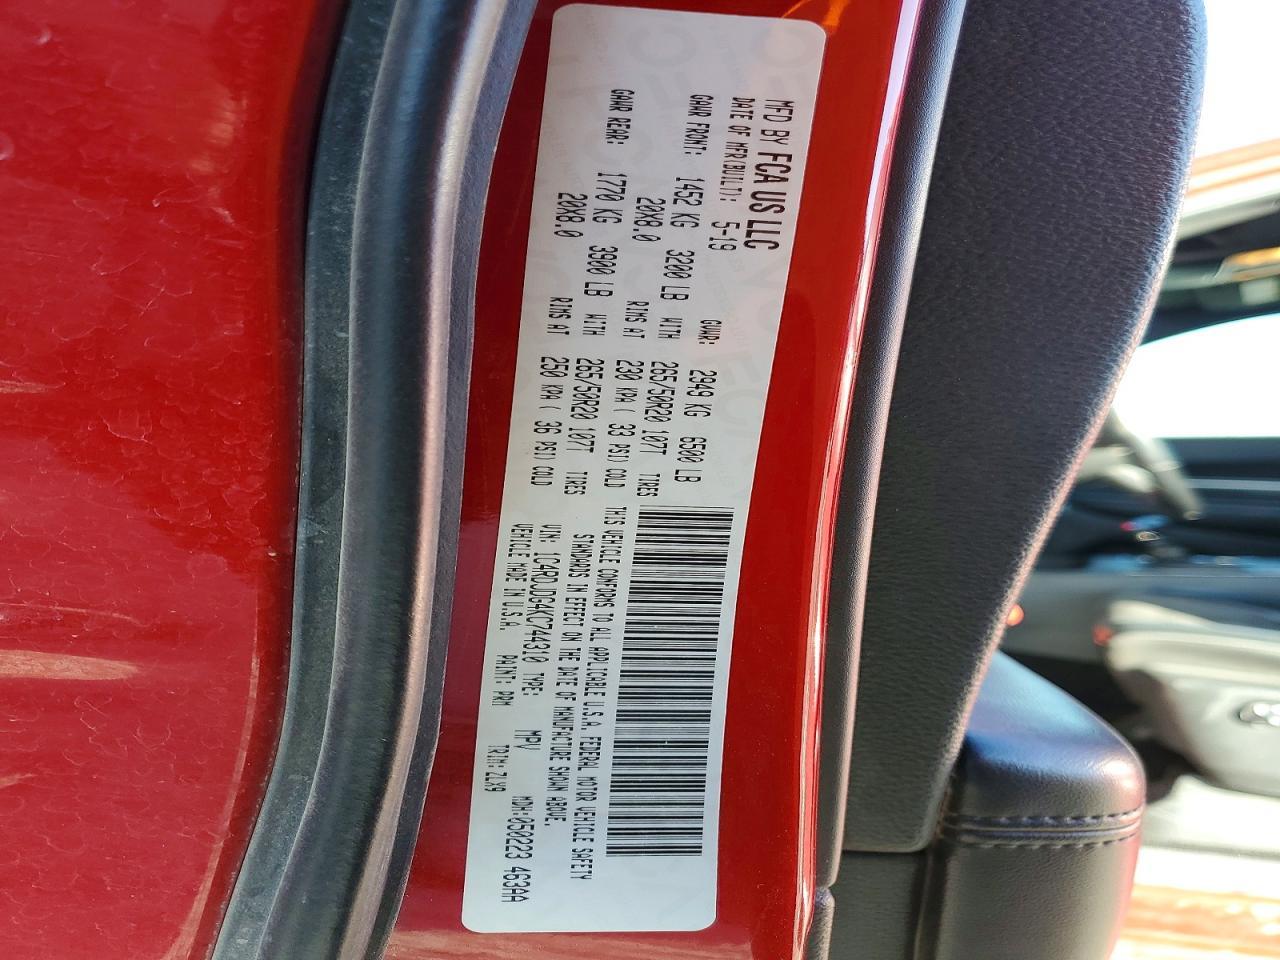 MFD BY FCA US LLC
DATE OF MFR(BUILT): 5-19 GVWR: 2949 KG 6500 LB
GAWR FRONT: 1452 KG 3200 LB WITH 265/50R20 107T TIRES
20X8.0 RIMS AT 230 KPA ( 33 PSI) COLD
GAWR REAR: 1770 KG 3900 LB WITH 265/50R20 107T TIRES
20X8.0 RIMS AT 250 KPA ( 36 PSI) COLD
THIS VEHICLE CONFORMS TO ALL APPLICABLE U.S.A. FEDERAL MOTOR VEHICLE SAFETY
STANDARDS IN EFFECT ON THE DATE OF MANUFACTURE SHOWN ABOVE.
VIN: 1C4RDJDG4KC744310 TYPE: MPV MDH:050223 463AA
VEHICLE MADE IN U.S.A. PAINT: PRM TRIM: ZLX9